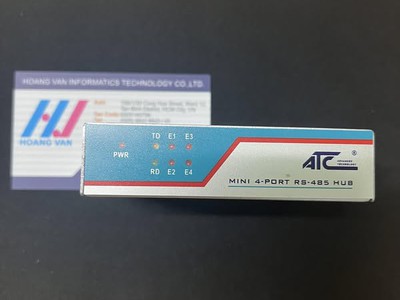 HOANG VAN INFORMATICS TECHNOLOGY CO.,LTD.
HOANG VAN
TD E1 E3
PWR
RD E2 E4
ATC ®
MINI 4-PORT RS-485 HUB